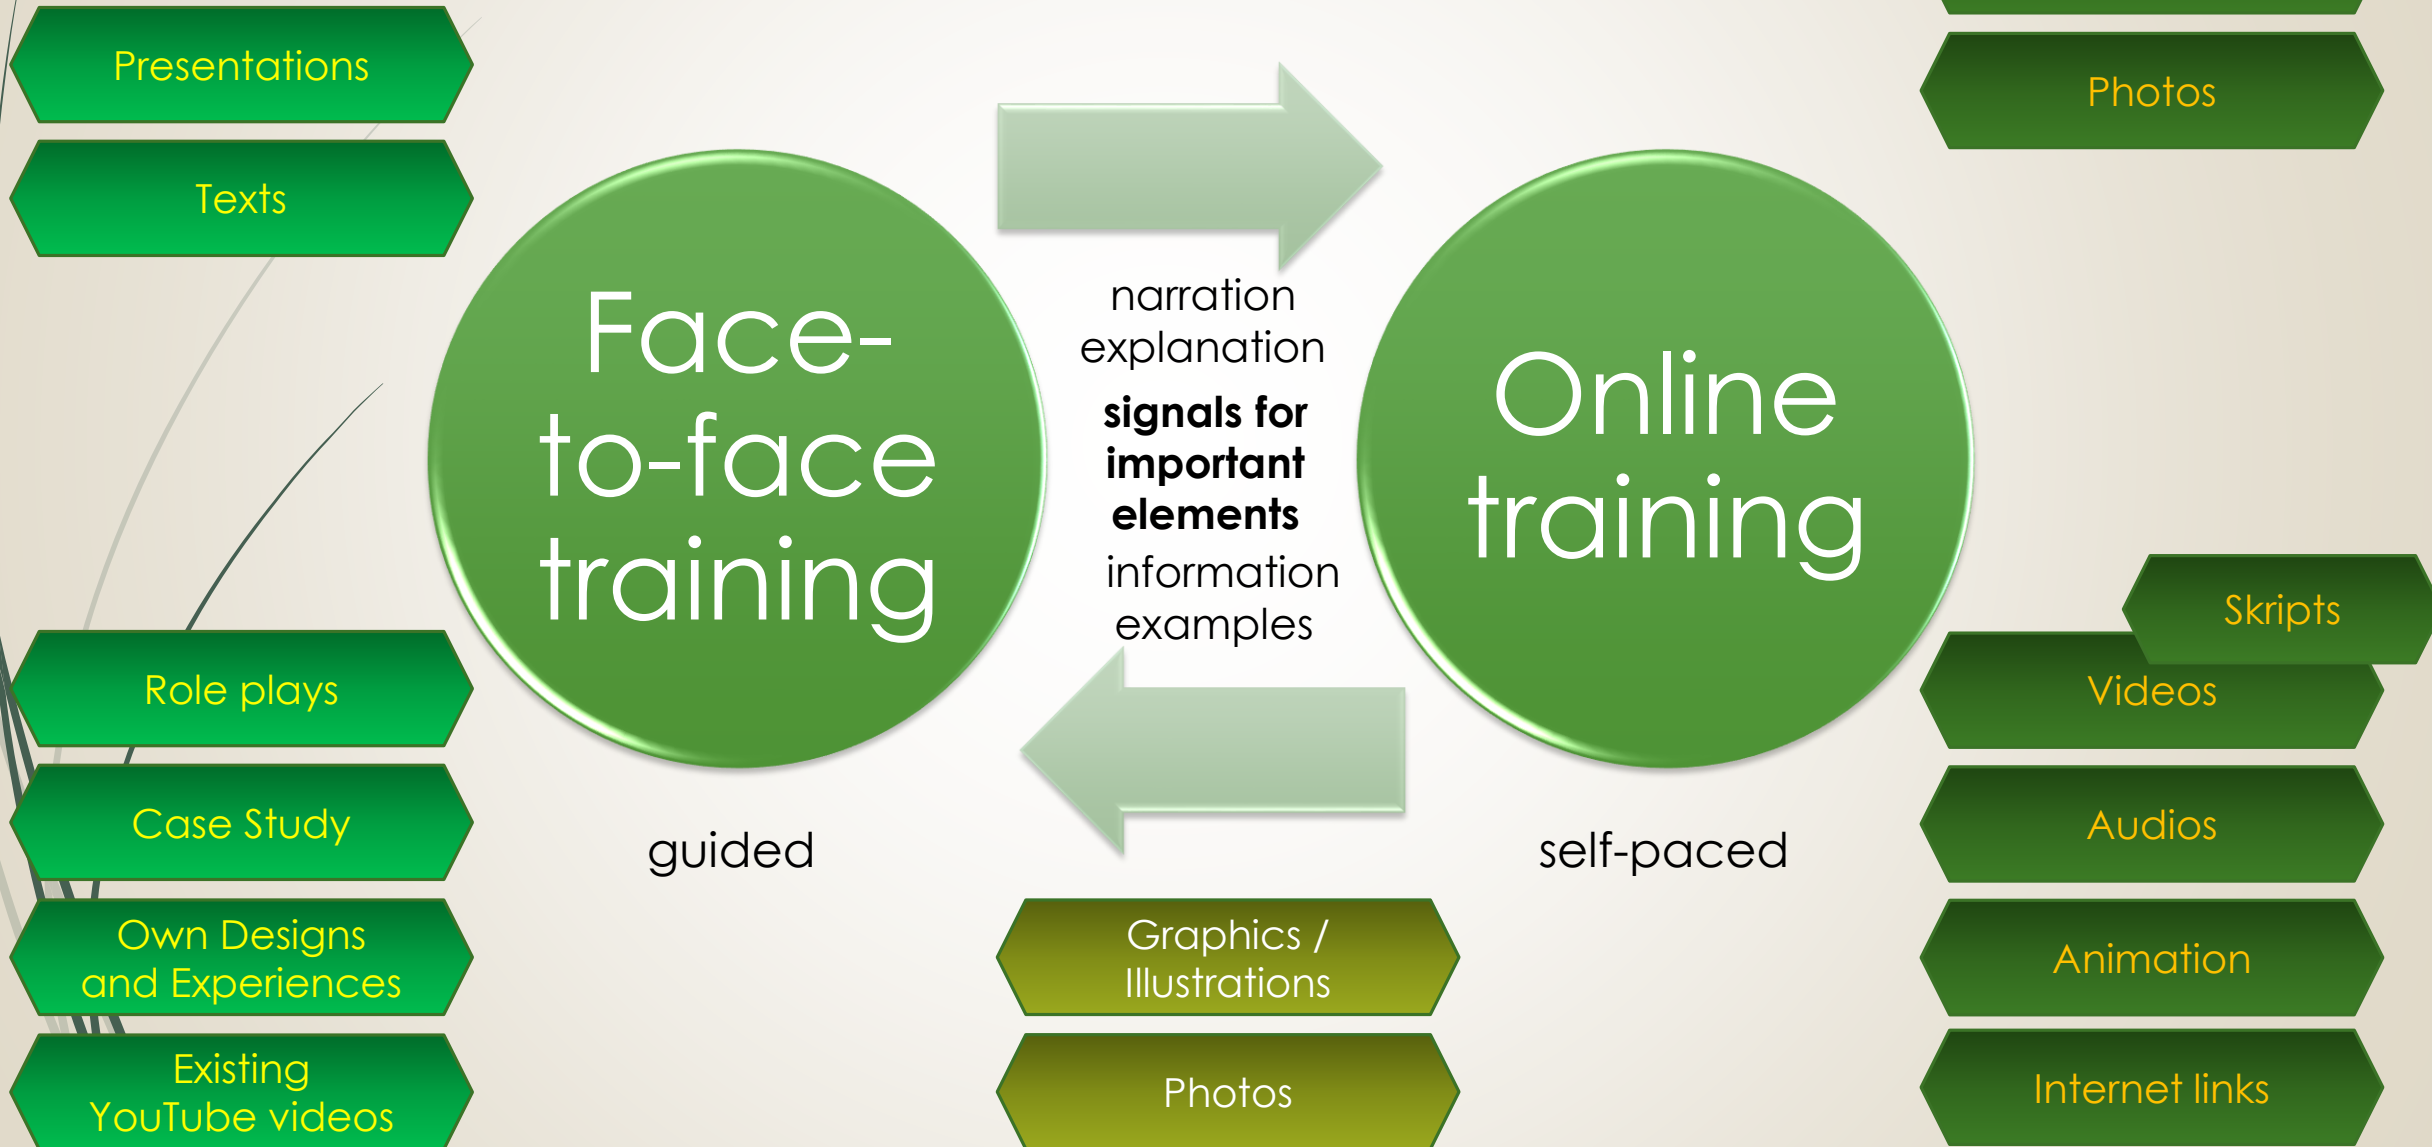 Presentations
Texts
Role plays
Case Study
Own Designs
and Experiences
Existing
YouTube videos
Face-
to-face
training
guided
narration
explanation
signals for
important
elements
information
examples
Graphics /
Illustrations
Photos
Online
training
self-paced
Photos
Skripts
Videos
Audios
Animation
Internet links